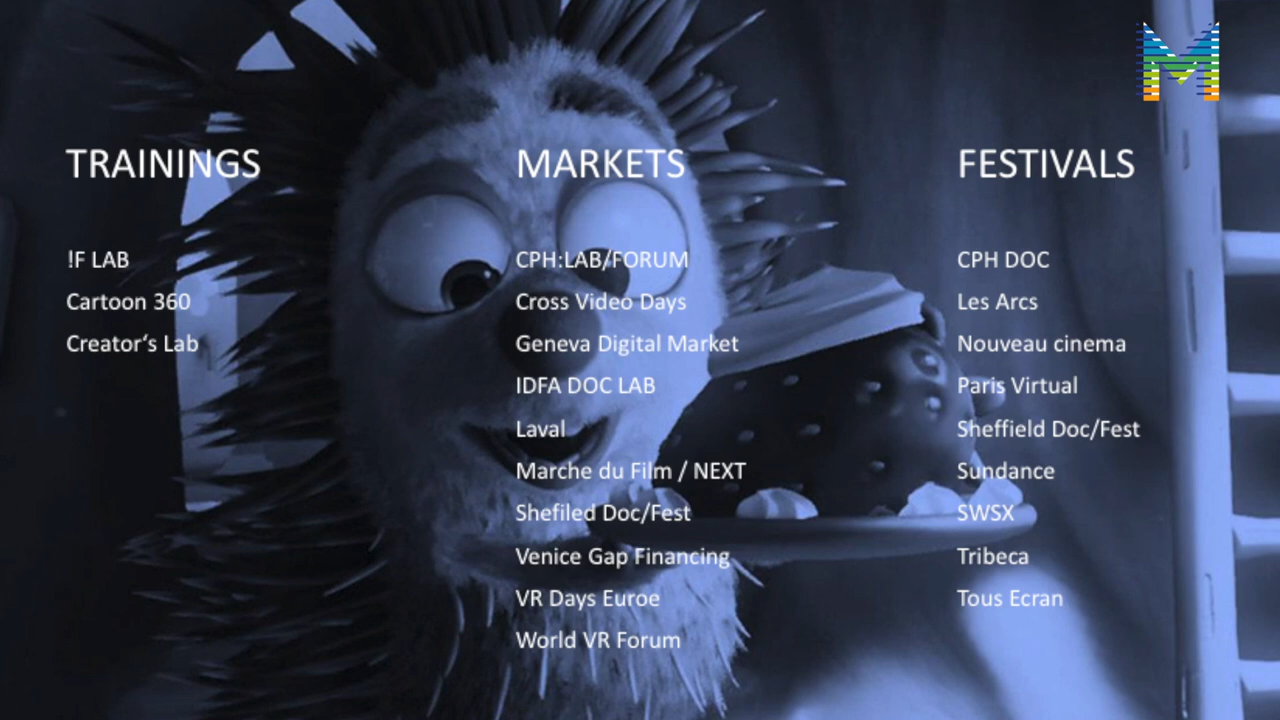 TRAININGS
!F LAB
Cartoon 360
Creator‘s Lab
MARKETS
CPH:LAB/FORUM
Cross Video Days
Geneva Digital Market
IDFA DOC LAB
Laval
Marche du Film / NEXT
Shefiled Doc/Fest
Venice Gap Financing
VR Days Euroe
World VR Forum
FESTIVALS
CPH DOC
Les Arcs
Nouveau cinema
Paris Virtual
Sheffield Doc/Fest
Sundance
SWSX
Tribeca
Tous Ecran
M